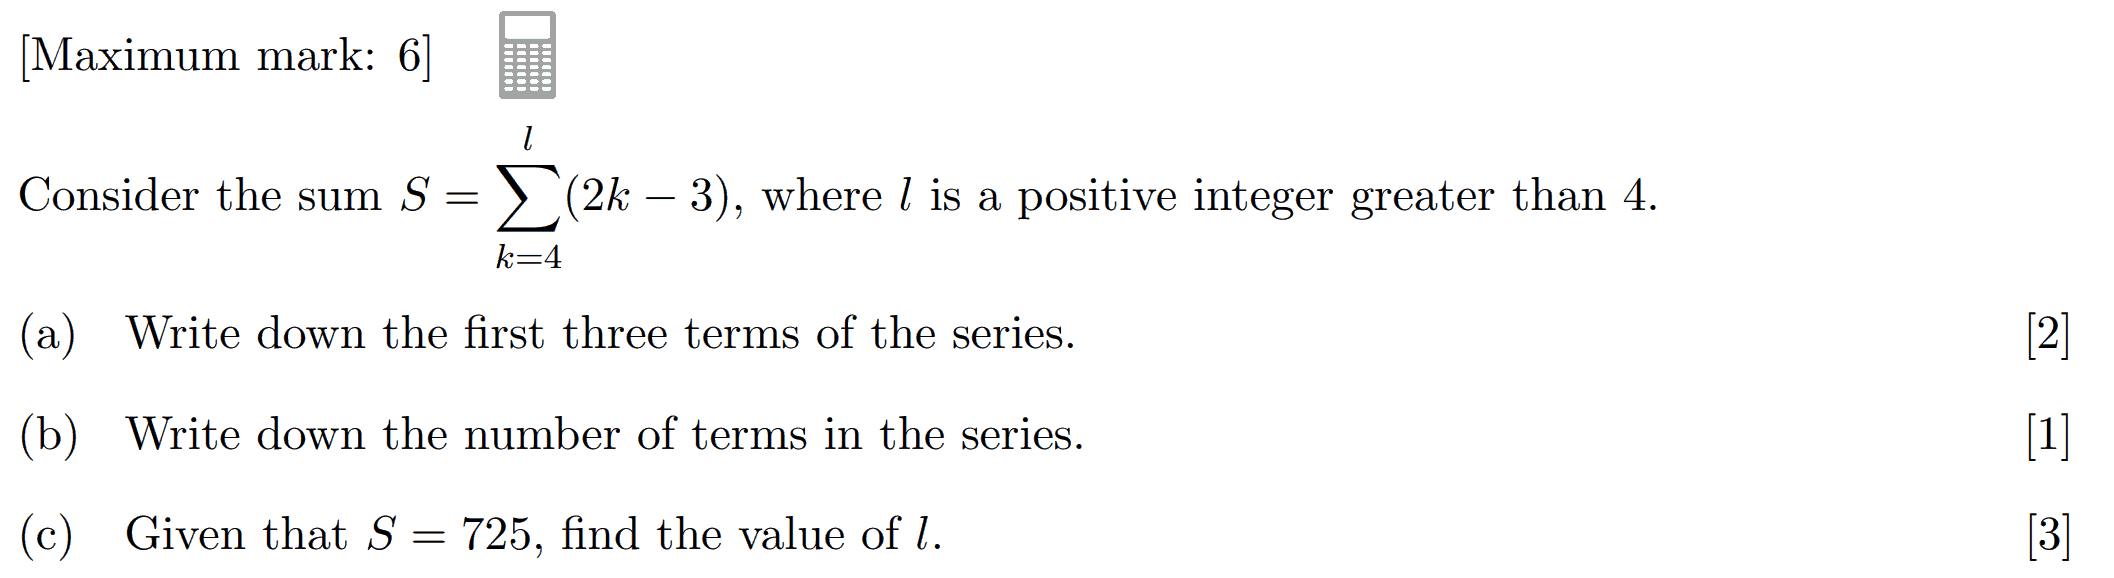 [Maximum mark: 6]
Consider the sum $S = \sum_{k=4}^{l} (2k - 3)$, where $l$ is a positive integer greater than 4.
(a) Write down the first three terms of the series. [2]
(b) Write down the number of terms in the series. [1]
(c) Given that $S = 725$, find the value of $l$. [3]